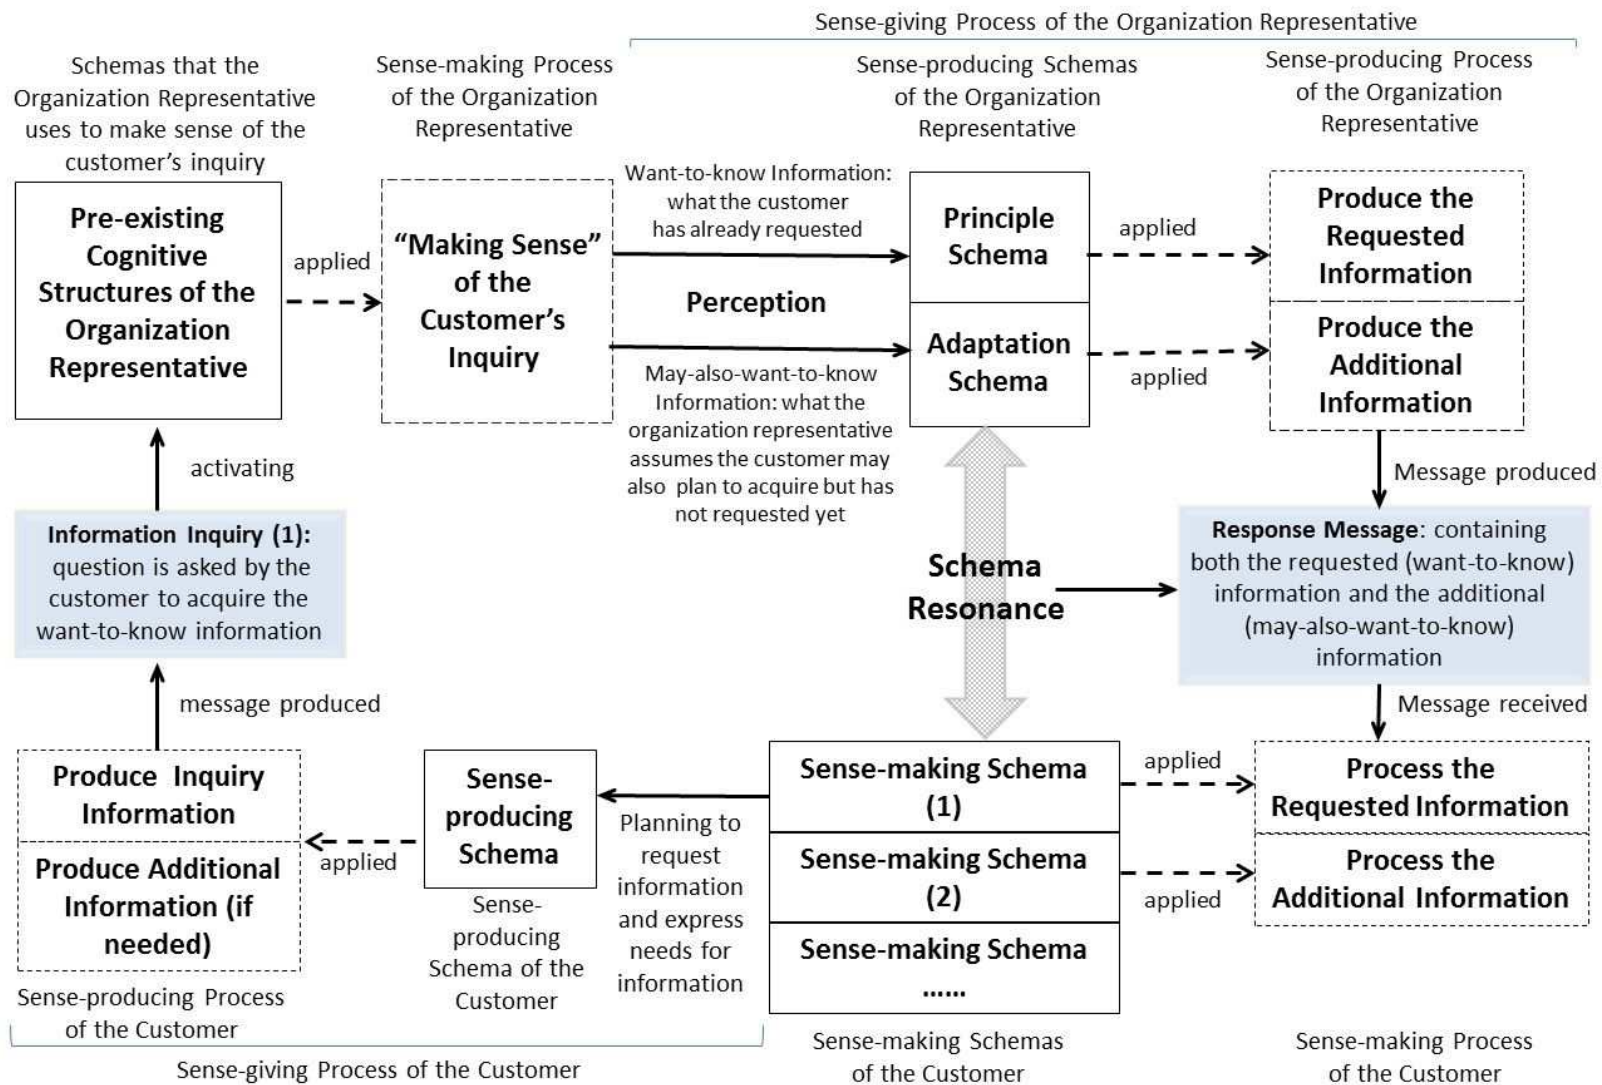 Sense-giving Process of the Organization Representative
Schemas that the
Organization Representative
uses to make sense of the
customer's inquiry
Sense-making Process
of the Organization
Representative
Sense-producing Schemas
of the Organization
Representative
Sense-producing Process
of the Organization
Representative
Pre-existing
Cognitive
Structures of the
Organization
Representative
applied
“Making Sense”
of the
Customer’s
Inquiry
Want-to-know Information:
what the customer
has already requested
Perception
May-also-want-to-know
Information: what the
organization representative
assumes the customer may
also plan to acquire but has
not requested yet
Principle
Schema
Adaptation
Schema
applied
applied
Produce the
Requested
Information
Produce the
Additional
Information
activating
Message produced
Information Inquiry (1):
question is asked by the
customer to acquire the
want-to-know information
Schema
Resonance
Response Message: containing
both the requested (want-to-know)
information and the additional
(may-also-want-to-know)
information
message produced
Message received
Produce Inquiry
Information
Produce Additional
Information (if
needed)
applied
Sense-
producing
Schema
Sense-
producing
Schema of the
Customer
Planning to
request
information
and express
needs for
information
Sense-making Schema
(1)
Sense-making Schema
(2)
Sense-making Schema
……
applied
applied
Process the
Requested Information
Process the
Additional Information
Sense-producing Process
of the Customer
Sense-giving Process of the Customer
Sense-making Schemas
of the Customer
Sense-making Process
of the Customer